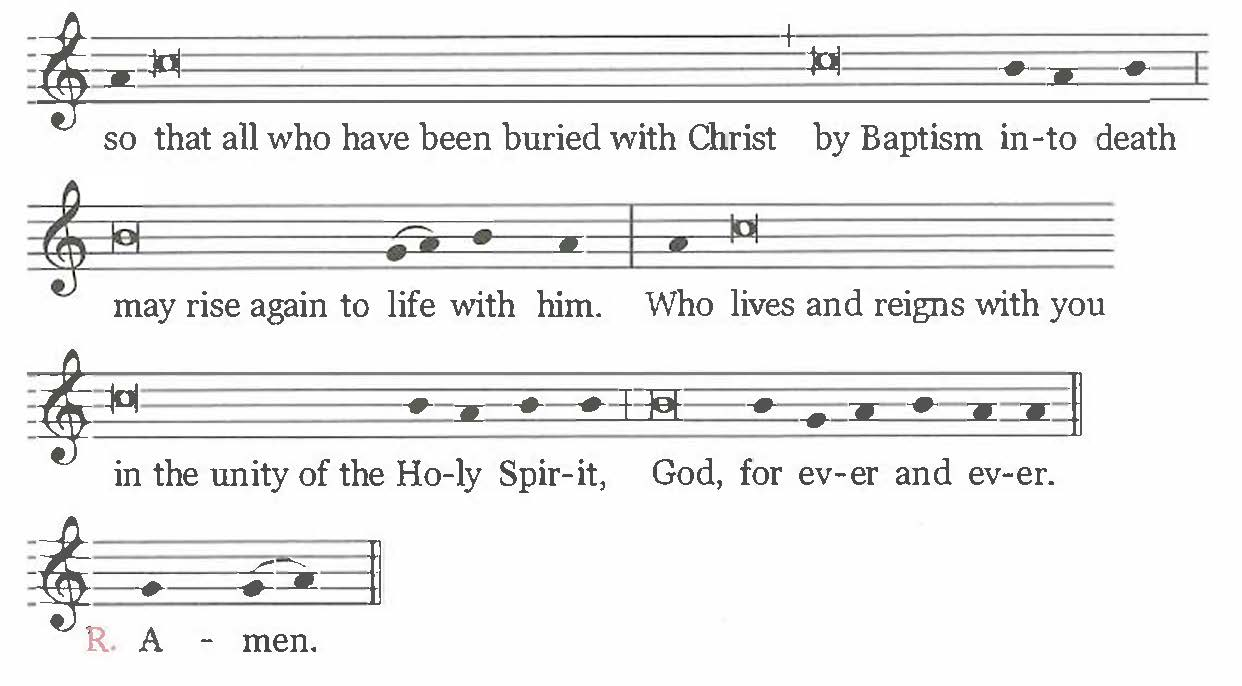 so that all who have been buried with Christ by Baptism in-to death
may rise again to life with him. Who lives and reigns with you
in the unity of the Ho-ly Spir-it, God, for ev-er and ev-er.
R. A - men.